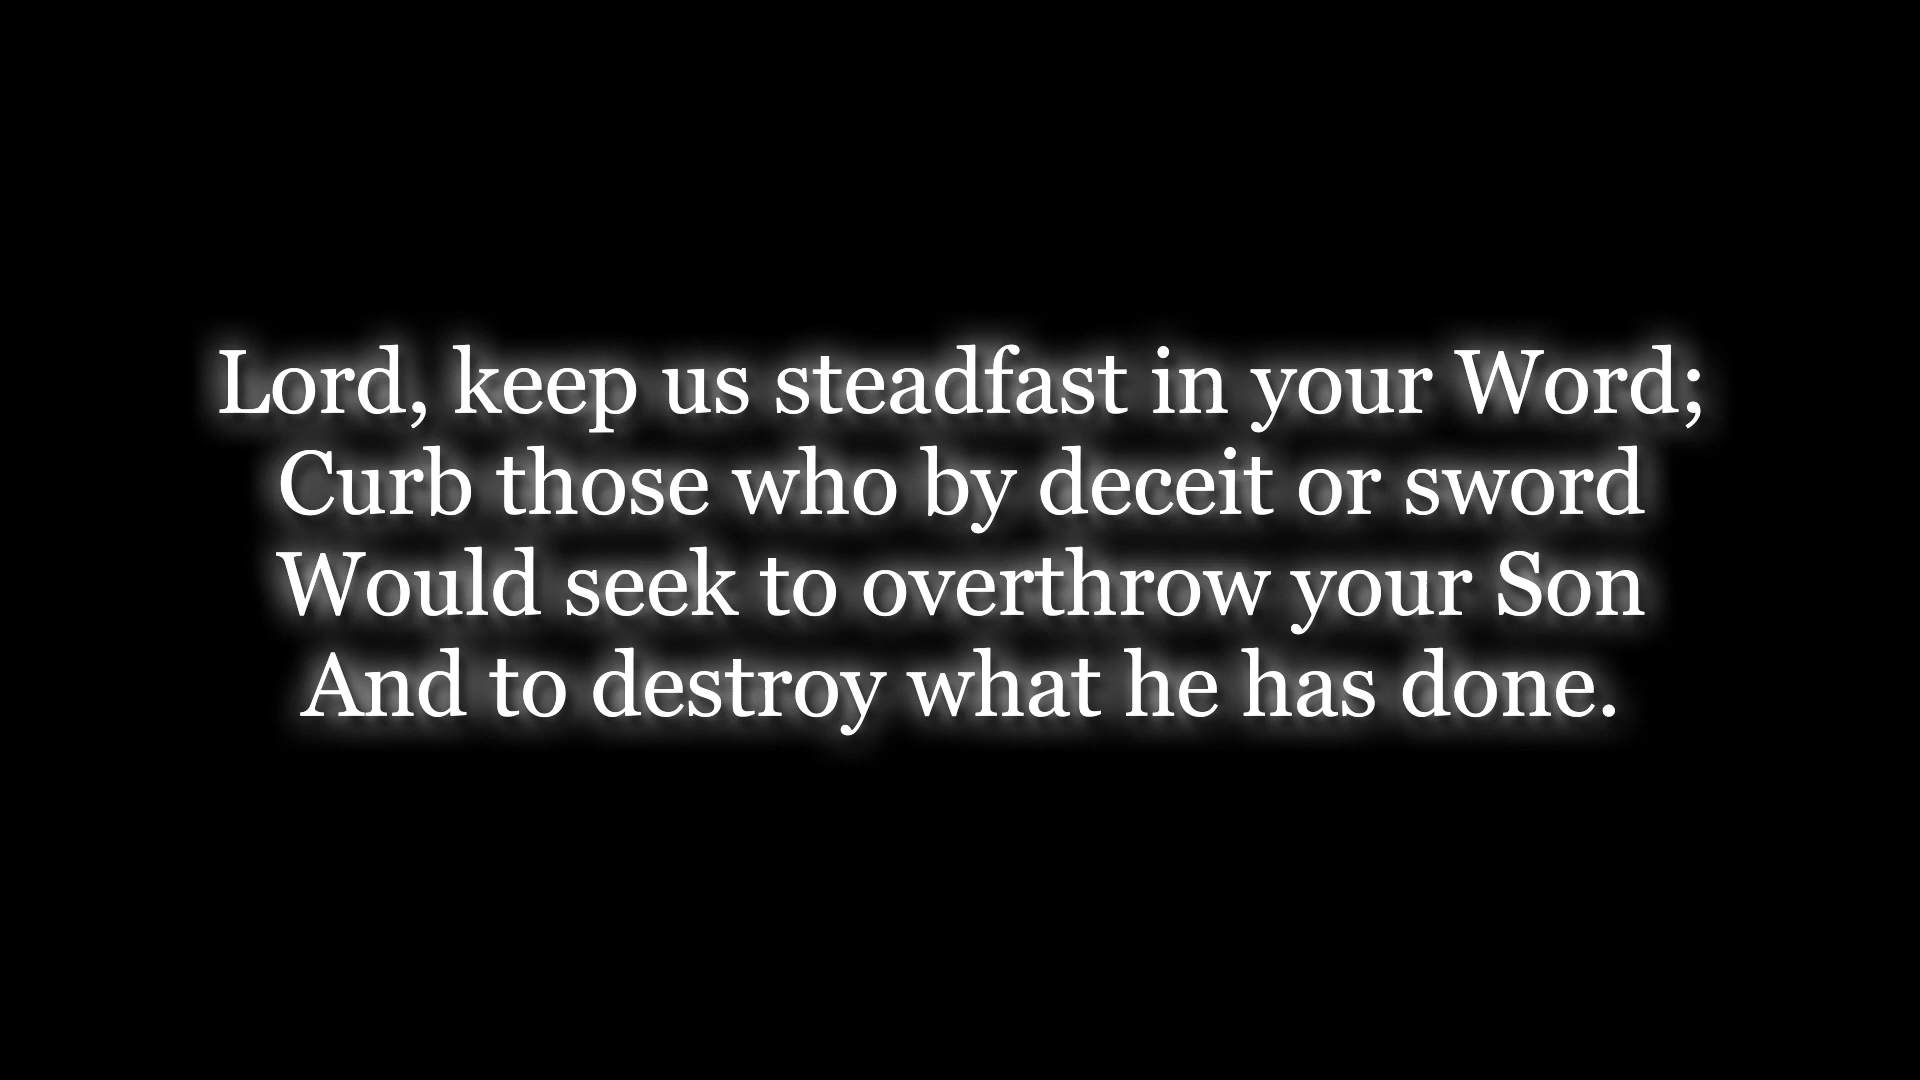 Lord, keep us steadfast in your Word;
Curb those who by deceit or sword
Would seek to overthrow your Son
And to destroy what he has done.